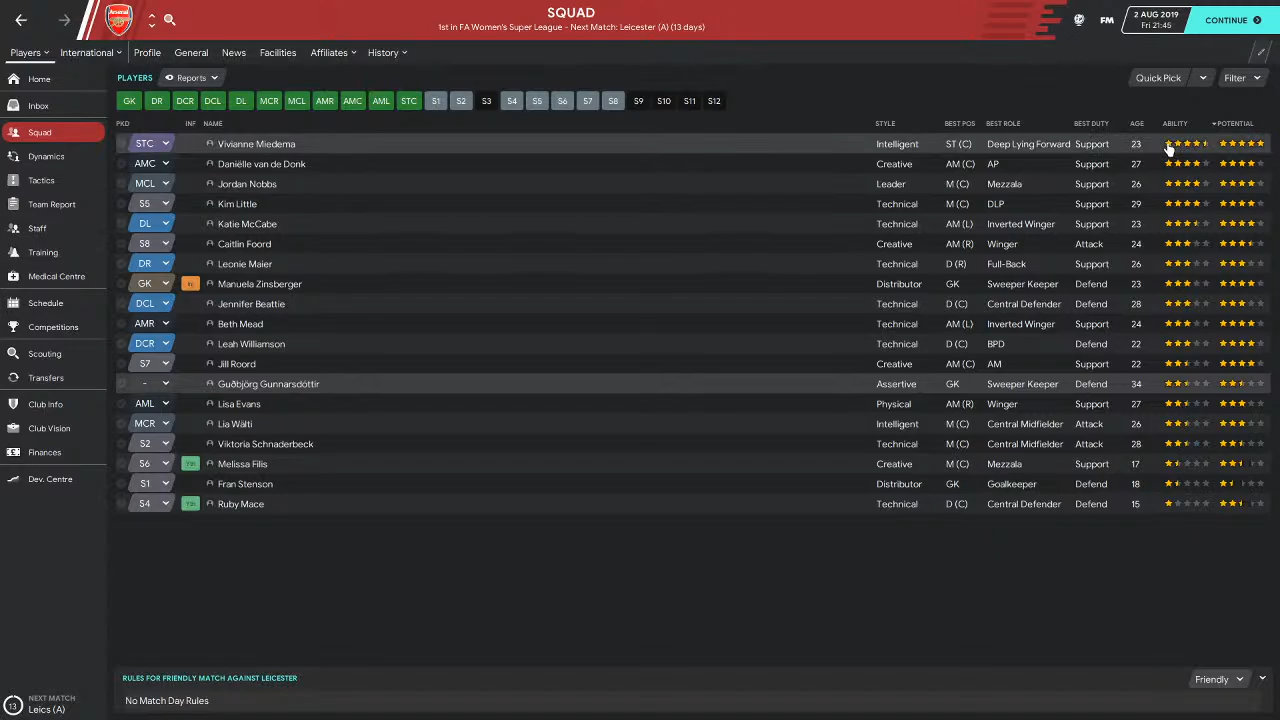 SQUAD
1st in FA Women's Super League - Next Match: Leicester (A) (13 days)
FM
2 AUG 2019
Fri 21:45
CONTINUE
Players International Profile General News Facilities Affiliates History
Home
Inbox
Squad
Dynamics
Tactics
Team Report
Staff
Training
Medical Centre
Schedule
Competitions
Scouting
Transfers
Club Info
Club Vision
Finances
Dev. Centre
NEXT MATCH
13 Leics (A)
PLAYERS Reports Quick Pick Filter
GK DR DCR DCL DL MCR MCL AMR AMC AML STC S1 S2 S3 S4 S5 S6 S7 S8 S9 S10 S11 S12
PKD INF NAME STYLE BEST POS BEST ROLE BEST DUTY AGE ABILITY POTENTIAL
STC Vivianne Miedema Intelligent ST (C) Deep Lying Forward Support 23
AMC Daniëlle van de Donk Creative AM (C) AP Support 27
MCL Jordan Nobbs Leader M (C) Mezzala Support 26
S5 Kim Little Technical M (C) DLP Support 29
DL Katie McCabe Technical AM (L) Inverted Winger Support 23
S8 Caitlin Foord Creative AM (R) Winger Attack 24
DR Leonie Maier Technical D (R) Full-Back Support 26
GK Manuela Zinsberger Distributor GK Sweeper Keeper Defend 23
DCL Jennifer Beattie Technical D (C) Central Defender Defend 28
AMR Beth Mead Technical AM (L) Inverted Winger Support 24
DCR Leah Williamson Technical D (C) BPD Defend 22
S7 Jill Roord Creative AM (C) AM Support 22
- Guðbjörg Gunnarsdóttir Assertive GK Sweeper Keeper Defend 34
AML Lisa Evans Physical AM (R) Winger Support 27
MCR Lia Wälti Intelligent M (C) Central Midfielder Attack 26
S2 Viktoria Schnaderbeck Technical M (C) Central Midfielder Attack 28
S6 Melissa Filis Creative M (C) Mezzala Support 17
S1 Fran Stenson Distributor GK Goalkeeper Defend 18
S4 Ruby Mace Technical D (C) Central Defender Defend 15
RULES FOR FRIENDLY MATCH AGAINST LEICESTER
Friendly
No Match Day Rules